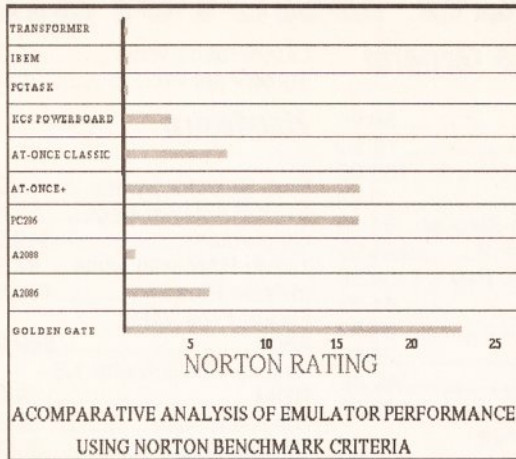 TRANSFORMER
IBEM
PCTASK
KCS POWERBOARD
AT-ONCE CLASSIC
AT-ONCE+
PC286
A2088
A2086
GOLDEN GATE
5 10 15 20 25
NORTON RATING
ACOMPARATIVE ANALYSIS OF EMULATOR PERFORMANCE
USING NORTON BENCHMARK CRITERIA